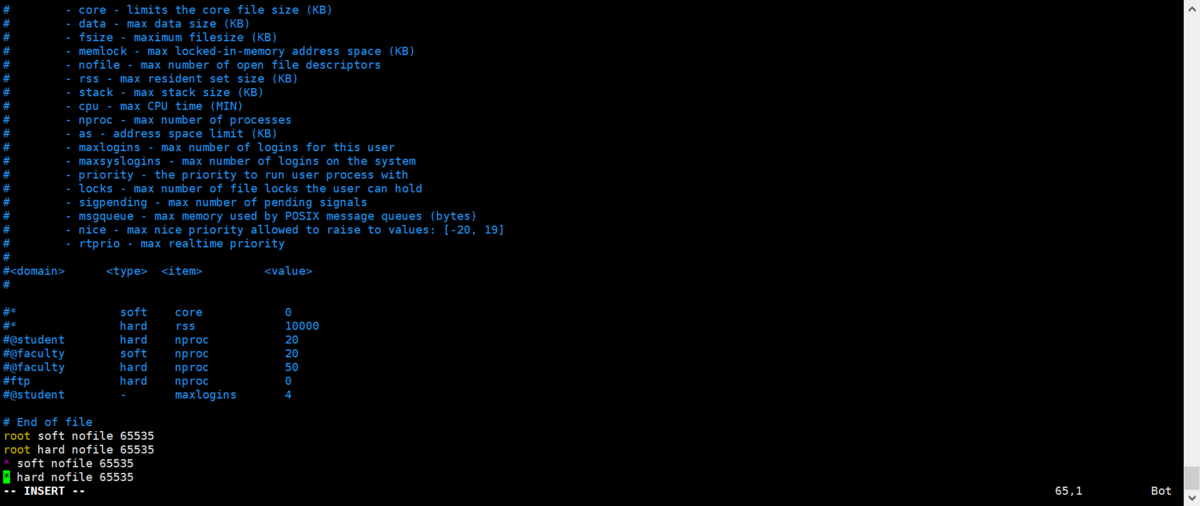 #        - core - limits the core file size (KB)
#        - data - max data size (KB)
#        - fsize - maximum filesize (KB)
#        - memlock - max locked-in-memory address space (KB)
#        - nofile - max number of open file descriptors
#        - rss - max resident set size (KB)
#        - stack - max stack size (KB)
#        - cpu - max CPU time (MIN)
#        - nproc - max number of processes
#        - as - address space limit (KB)
#        - maxlogins - max number of logins for this user
#        - maxsyslogins - max number of logins on the system
#        - priority - the priority to run user process with
#        - locks - max number of file locks the user can hold
#        - sigpending - max number of pending signals
#        - msgqueue - max memory used by POSIX message queues (bytes)
#        - nice - max nice priority allowed to raise to values: [-20, 19]
#        - rtprio - max realtime priority
#
#<domain>      <type>  <item>         <value>
#
#*               soft    core            0
#*               hard    rss             10000
#@student        hard    nproc           20
#@faculty        soft    nproc           20
#@faculty        hard    nproc           50
#ftp             hard    nproc           0
#@student        -       maxlogins       4
# End of file
root soft nofile 65535
root hard nofile 65535
* soft nofile 65535
* hard nofile 65535
-- INSERT -- 65,1 Bot